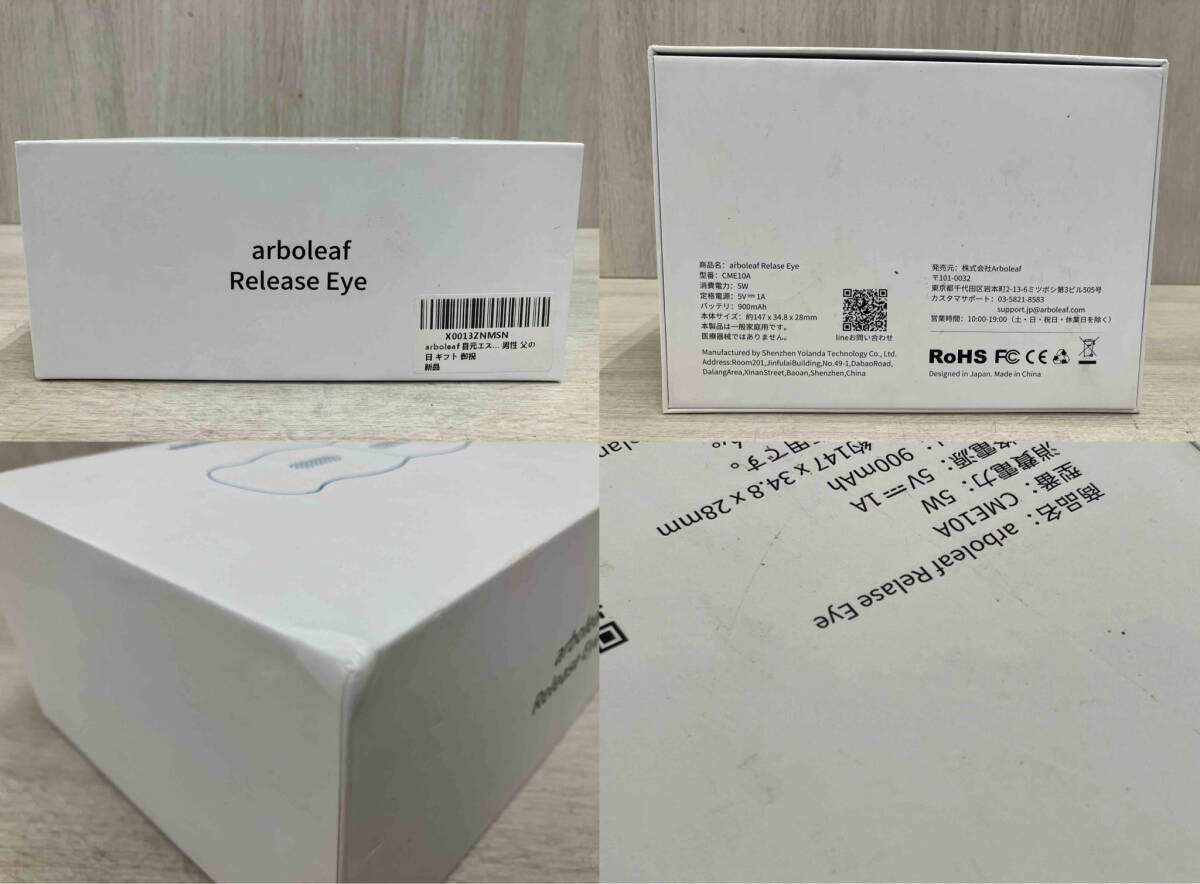 arboleaf
Release Eye
X0013ZNMSN
arboleaf 目元エス... 男性 父の
日 ギフト 御祝
新品
商品名：arboleaf Relase Eye
型番：CME10A
消費電力：5W
定格電源：5V⎓1A
バッテリ：900mAh
本体サイズ：約147 x 34.8 x 28mm
本製品は一般家庭用です。
医療器械ではありません。
lineお問い合わせ
Manufactured by Shenzhen Yolanda Technology Co., Ltd.
Address:Room201,JinfulaiBuilding,No.49-1,DabaoRoad,
DalangArea,XinanStreet,Baoan,Shenzhen,China
発売元：株式会社Arboleaf
〒101-0032
東京都千代田区岩本町2-13-6ミツボシ第3ビル505号
カスタマサポート：03-5821-8583
support.jp@arboleaf.com
営業時間：10:00-19:00（土・日・祝日・休業日を除く）
RoHS FC CE
Designed in Japan. Made in China
arbolea
Release Eye
商品名：arboleaf Relase Eye
型番：CME10A
消費電力：5W
電源：5V⎓1A
900mAh
約147 x 34.8 x 28mm
用です。